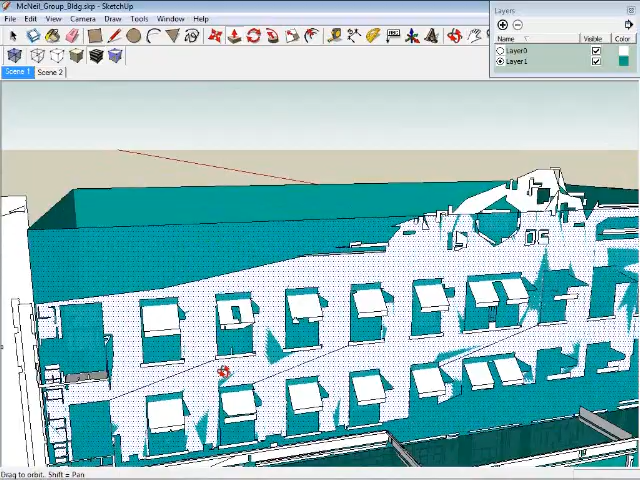 McNeil_Group_Bldg.skp - SketchUp
File Edit View Camera Draw Tools Window Help
Layers
Name Visible Color
Layer0
Layer1
Scene 1 Scene 2
Drag to orbit. Shift = Pan